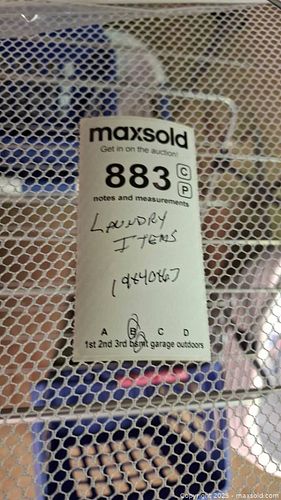 maxsold
Get in on the auction!
883 C
P
notes and measurements
LAUNDRY
ITEMS
A B C D
1st 2nd 3rd bsmt garage outdoors
Copyright 2025 - maxsold.com